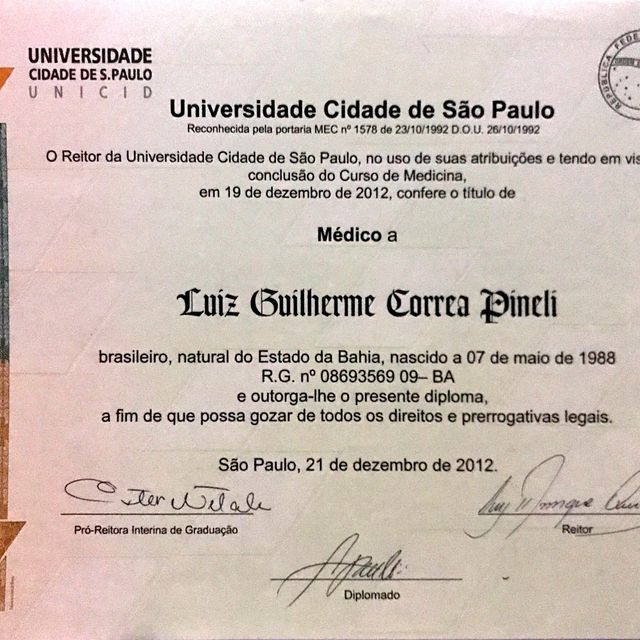 UNIVERSIDADE
CIDADE DE S.PAULO
UNICID
REPÚBLICA FEDE
Universidade Cidade de São Paulo
Reconhecida pela portaria MEC nº 1578 de 23/10/1992 D.O.U. 26/10/1992
O Reitor da Universidade Cidade de São Paulo, no uso de suas atribuições e tendo em vis
conclusão do Curso de Medicina,
em 19 de dezembro de 2012, confere o título de
Médico a
Luiz Guilherme Correa Pineli
brasileiro, natural do Estado da Bahia, nascido a 07 de maio de 1988
R.G. nº 08693569 09– BA
e outorga-lhe o presente diploma,
a fim de que possa gozar de todos os direitos e prerrogativas legais.
São Paulo, 21 de dezembro de 2012.
Pró-Reitora Interina de Graduação
Reitor
Diplomado